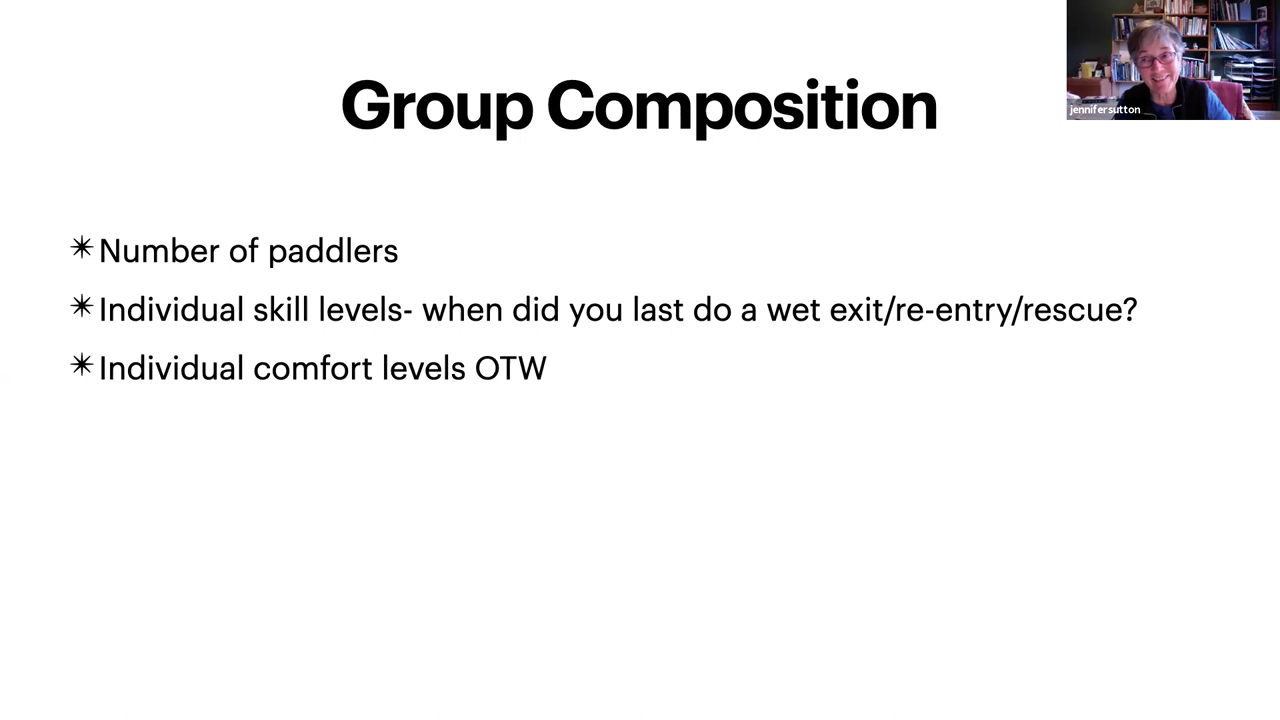 Group Composition
jennifersutton
✴Number of paddlers
✴Individual skill levels- when did you last do a wet exit/re-entry/rescue?
✴Individual comfort levels OTW